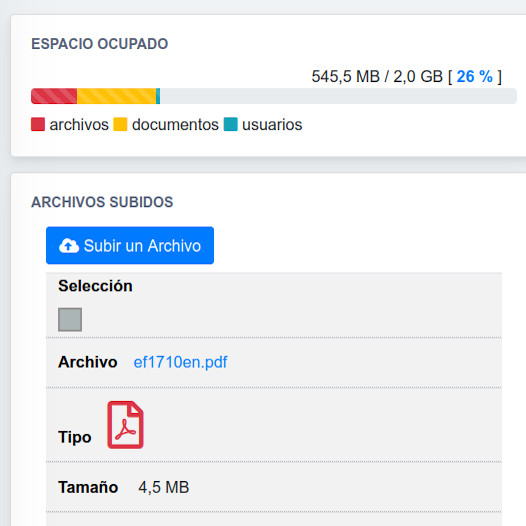 ESPACIO OCUPADO
545,5 MB / 2,0 GB [ 26 % ]
archivos documentos usuarios
ARCHIVOS SUBIDOS
Subir un Archivo
Selección
Archivo ef1710en.pdf
Tipo
Tamaño 4,5 MB